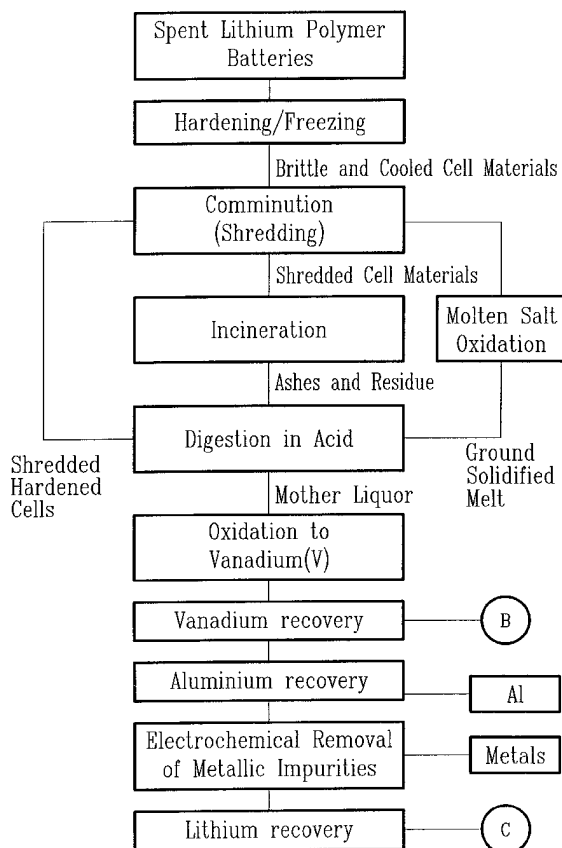 Spent Lithium Polymer
Batteries
Hardening/Freezing
Brittle and Cooled Cell Materials
Comminution
(Shredding)
Shredded Cell Materials
Incineration
Molten Salt
Oxidation
Ashes and Residue
Digestion in Acid
Shredded
Hardened
Cells
Ground
Solidified
Melt
Mother Liquor
Oxidation to
Vanadium(V)
Vanadium recovery
B
Aluminium recovery
Al
Electrochemical Removal
of Metallic Impurities
Metals
Lithium recovery
C